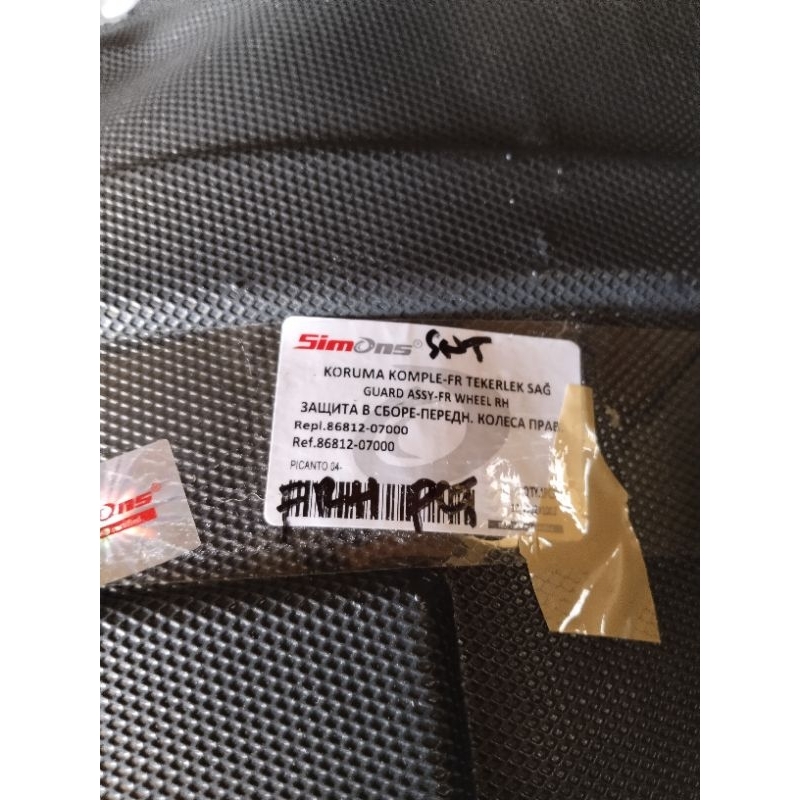 Simons®
KORUMA KOMPLE-FR TEKERLEK SAĞ
GUARD ASSY-FR WHEEL RH
ЗАЩИТА В СБОРЕ-ПЕРЕДН. КОЛЕСА ПРАВ
Repl.86812-07000
Ref.86812-07000
PICANTO 04-
ons®